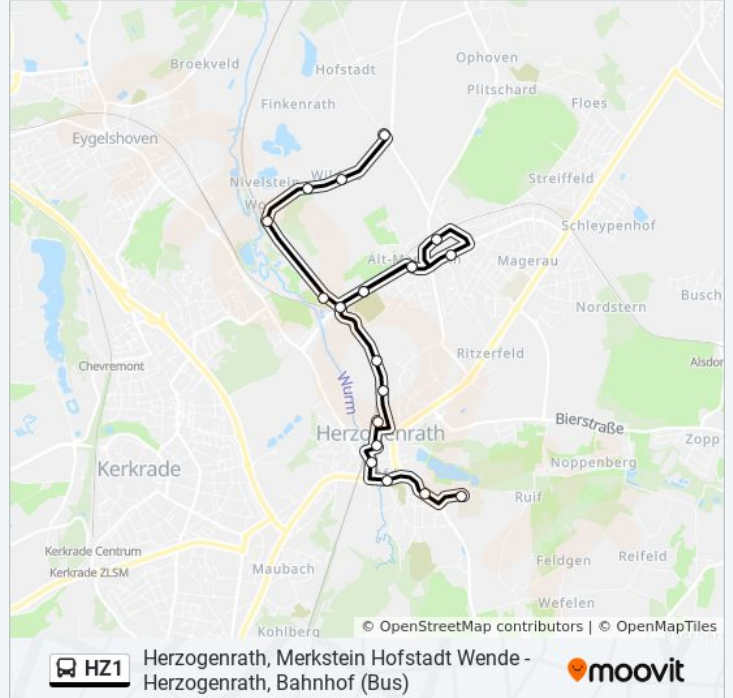 Broekveld
Ophoven
Hofstadt
Plitschard
Finkenrath
Floes
Eygelshoven
Nivelstein
Streiffeld
Schleypenhof
Magerau
Nordstern
Busch
Ritzerfeld
Chevremont
Alsdor
Wurm
Bierstraße
Zopp
Kerkrade
Noppenberg
Ruif
Kerkrade Centrum
Kerkrade ZLSM
Maubach
Feldgen
Reifeld
Wefelen
Kohlberg
© OpenStreetMap contributors | © OpenMapTiles
HZ1
Herzogenrath, Merkstein Hofstadt Wende -
Herzogenrath, Bahnhof (Bus)
moovit